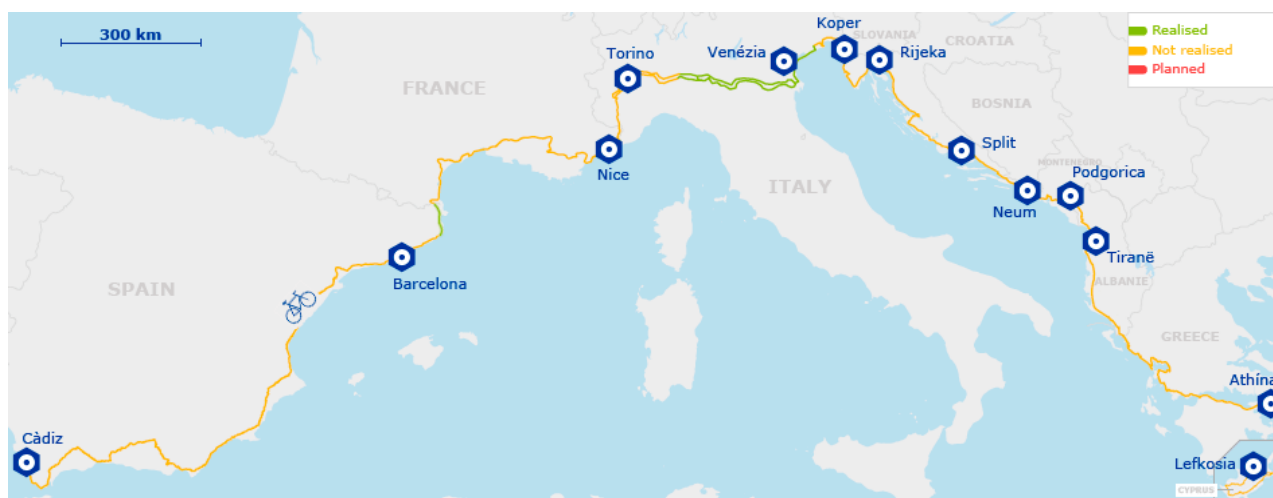 300 km
Realised
Not realised
Planned
Koper
SLOVANIA
CROATIA
Venézia
Rijeka
Torino
FRANCE
BOSNIA
Split
Nice
MONTENEGRO
Podgorica
ITALY
Neum
Tiranë
Barcelona
ALBANIE
SPAIN
GREECE
Athína
Càdiz
Lefkosia
CYPRUS